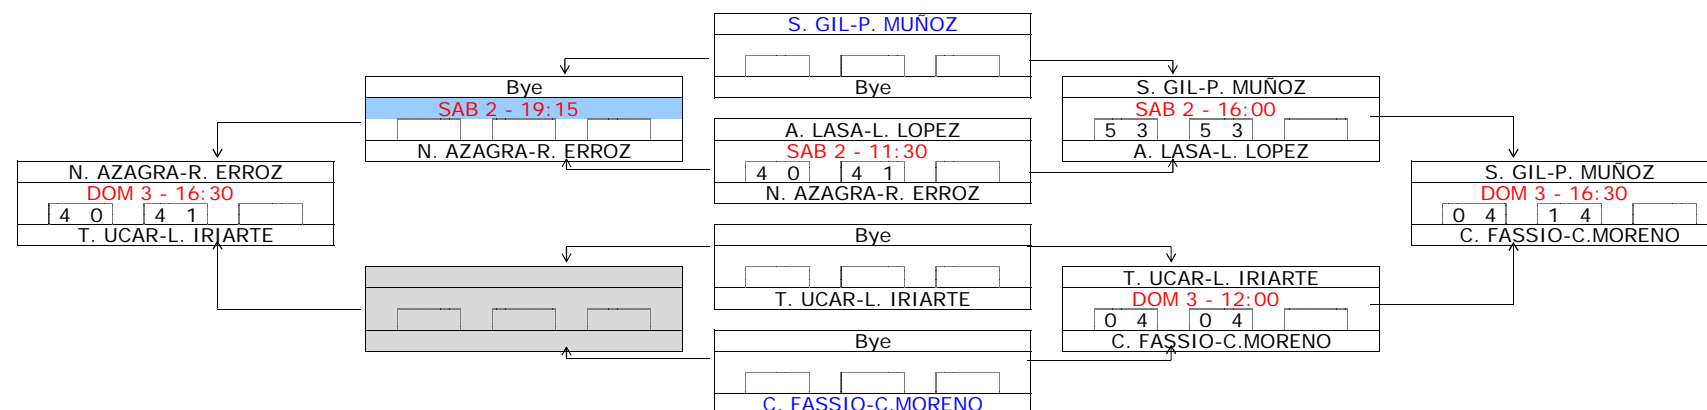 S. GIL-P. MUÑOZ
Bye
Bye
SAB 2 - 19:15
N. AZAGRA-R. ERROZ
S. GIL-P. MUÑOZ
SAB 2 - 16:00
5 3 5 3
A. LASA-L. LOPEZ
A. LASA-L. LOPEZ
SAB 2 - 11:30
4 0 4 1
N. AZAGRA-R. ERROZ
N. AZAGRA-R. ERROZ
DOM 3 - 16:30
4 0 4 1
T. UCAR-L. IRIARTE
S. GIL-P. MUÑOZ
DOM 3 - 16:30
0 4 1 4
C. FASSIO-C.MORENO
Bye
T. UCAR-L. IRIARTE
T. UCAR-L. IRIARTE
DOM 3 - 12:00
0 4 0 4
C. FASSIO-C.MORENO
Bye
C. FASSIO-C.MORENO